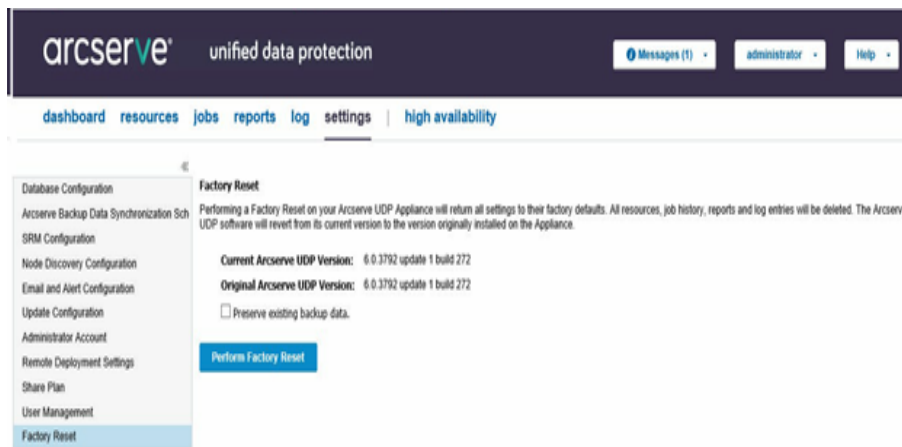 arcserve® unified data protection
Messages (1)
administrator
Help
dashboard resources jobs reports log settings | high availability
«
Database Configuration
Arcserve Backup Data Synchronization Sch
SRM Configuration
Node Discovery Configuration
Email and Alert Configuration
Update Configuration
Administrator Account
Remote Deployment Settings
Share Plan
User Management
Factory Reset
Factory Reset
Performing a Factory Reset on your Arcserve UDP Appliance will return all settings to their factory defaults. All resources, job history, reports and log entries will be deleted. The Arcserv
UDP software will revert from its current version to the version originally installed on the Appliance.
Current Arcserve UDP Version: 6.0.3792 update 1 build 272
Original Arcserve UDP Version: 6.0.3792 update 1 build 272
Preserve existing backup data.
Perform Factory Reset